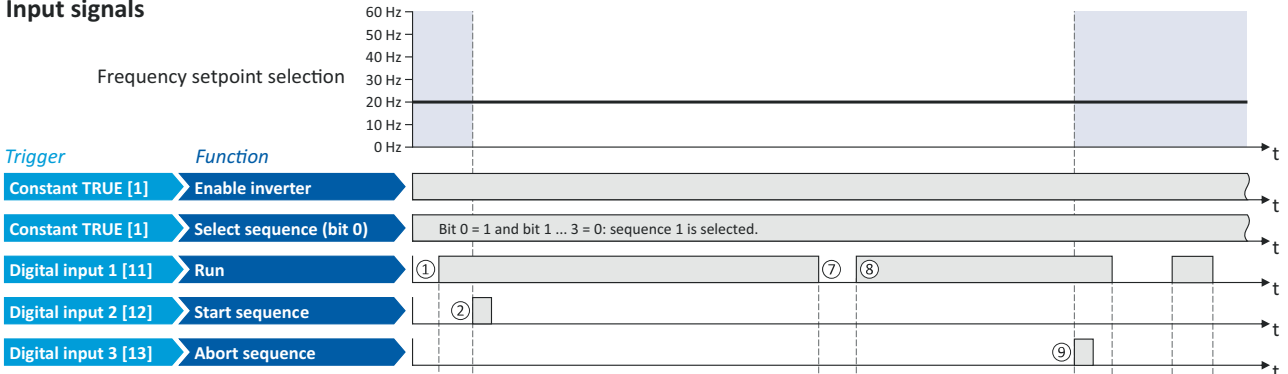 Input signals
60 Hz
50 Hz
40 Hz
Frequency setpoint selection
30 Hz
20 Hz
10 Hz
0 Hz
t
Trigger Function
Constant TRUE [1] Enable inverter
t
Constant TRUE [1] Select sequence (bit 0) Bit 0 = 1 and bit 1 ... 3 = 0: sequence 1 is selected.
t
Digital input 1 [11] Run ① ⑦ ⑧
t
Digital input 2 [12] Start sequence ②
t
Digital input 3 [13] Abort sequence ⑨
t